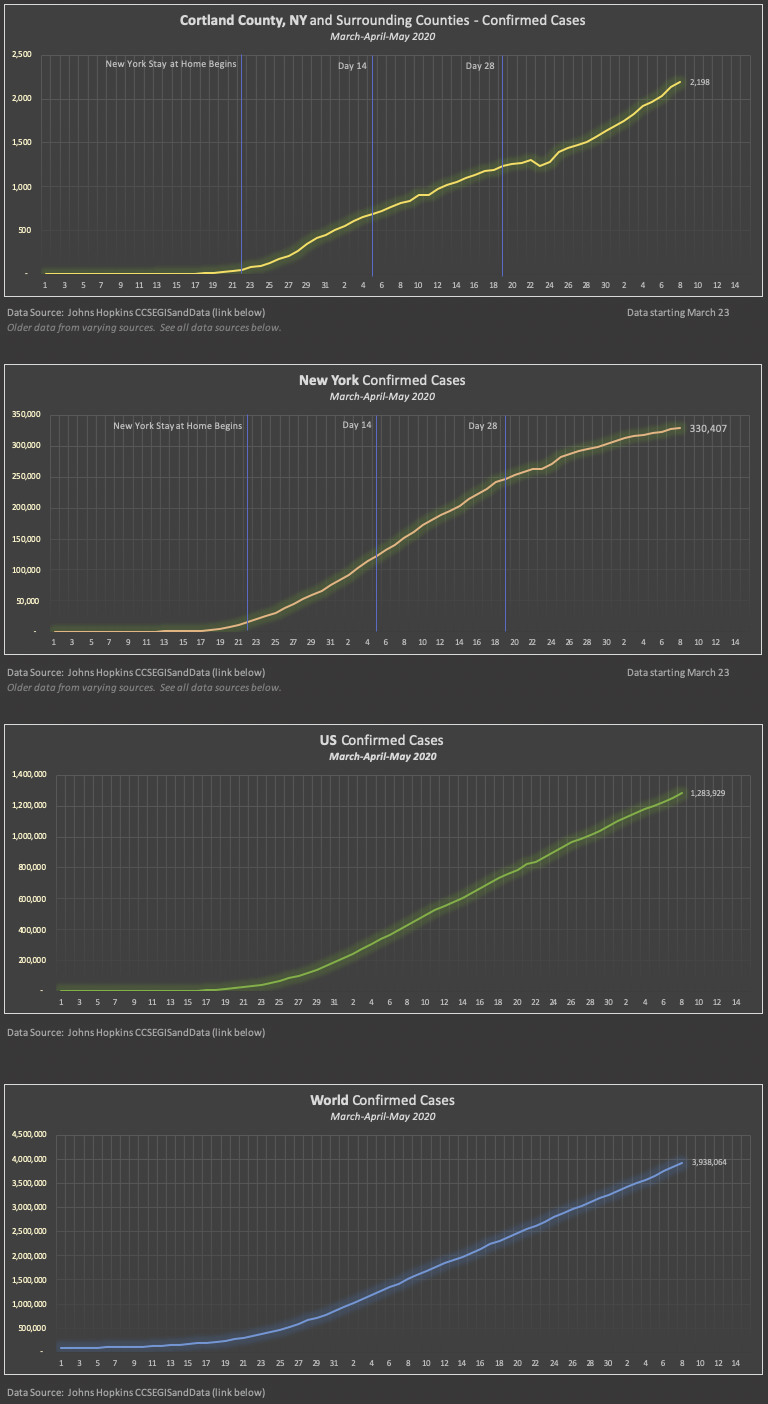 Cortland County, NY and Surrounding Counties - Confirmed Cases
March-April-May 2020
New York Stay at Home Begins
Day 14
Day 28
2,500
2,000
1,500
1,000
500
-
2,198
1 3 5 7 9 11 13 15 17 19 21 23 25 27 29 31 2 4 6 8 10 12 14 16 18 20 22 24 26 28 30 2 4 6 8 10 12 14
Data Source: Johns Hopkins CCSEGISandData (link below)
Data starting March 23
Older data from varying sources. See all data sources below.
New York Confirmed Cases
March-April-May 2020
New York Stay at Home Begins
Day 14
Day 28
350,000
300,000
250,000
200,000
150,000
100,000
50,000
-
330,407
1 3 5 7 9 11 13 15 17 19 21 23 25 27 29 31 2 4 6 8 10 12 14 16 18 20 22 24 26 28 30 2 4 6 8 10 12 14
Data Source: Johns Hopkins CCSEGISandData (link below)
Data starting March 23
Older data from varying sources. See all data sources below.
US Confirmed Cases
March-April-May 2020
1,400,000
1,200,000
1,000,000
800,000
600,000
400,000
200,000
-
1,283,929
1 3 5 7 9 11 13 15 17 19 21 23 25 27 29 31 2 4 6 8 10 12 14 16 18 20 22 24 26 28 30 2 4 6 8 10 12 14
Data Source: Johns Hopkins CCSEGISandData (link below)
World Confirmed Cases
March-April-May 2020
4,500,000
4,000,000
3,500,000
3,000,000
2,500,000
2,000,000
1,500,000
1,000,000
500,000
-
3,938,064
1 3 5 7 9 11 13 15 17 19 21 23 25 27 29 31 2 4 6 8 10 12 14 16 18 20 22 24 26 28 30 2 4 6 8 10 12 14
Data Source: Johns Hopkins CCSEGISandData (link below)